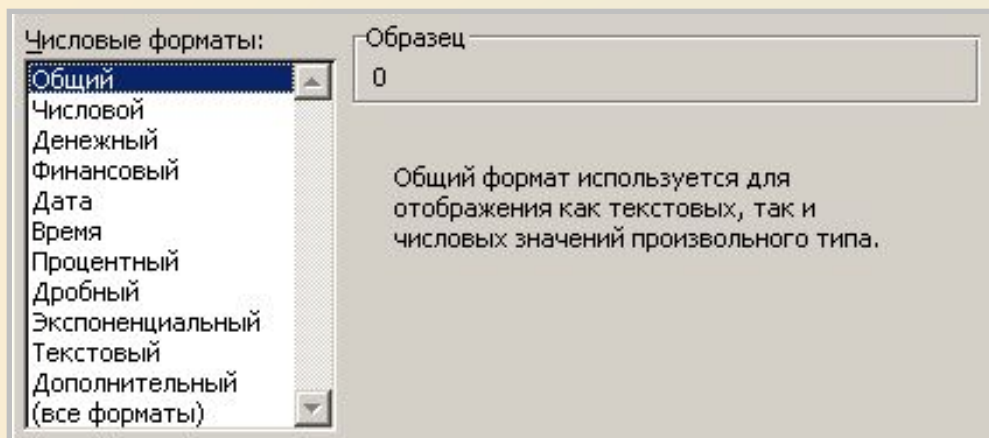 Числовые форматы:
Общий
Числовой
Денежный
Финансовый
Дата
Время
Процентный
Дробный
Экспоненциальный
Текстовый
Дополнительный
(все форматы)
Образец
0
Общий формат используется для
отображения как текстовых, так и
числовых значений произвольного типа.